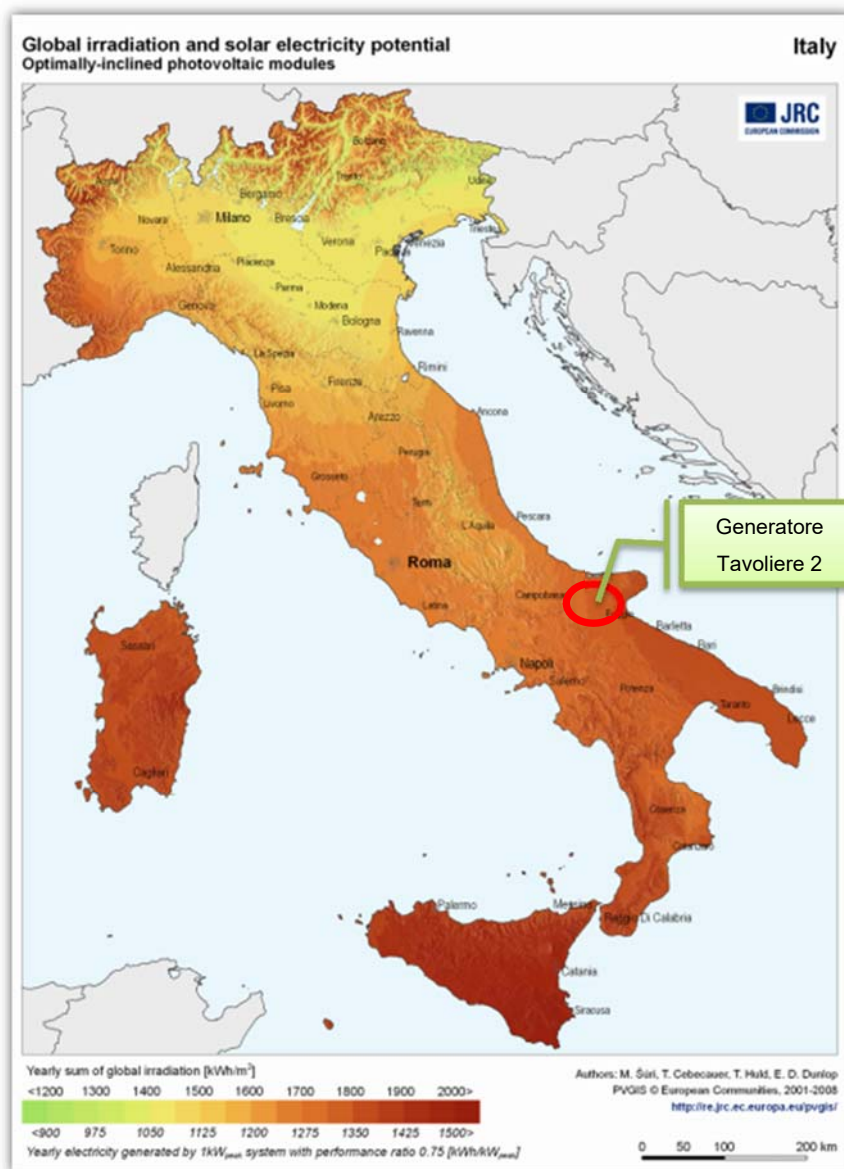 Global irradiation and solar electricity potential
Optimally-inclined photovoltaic modules
Italy
JRC
EUROPEAN COMMISSION
Bolzano
Aosta
Trento
Udine
Bergamo
Novara
Milano
Brescia
Trieste
Verona
Venezia
Padova
Torino
Piacenza
Alessandria
Parma
Genova
Modena
Bologna
Ravenna
La Spezia
Rimini
Pisa
Firenze
Livorno
Ancona
Arezzo
Perugia
Grosseto
Terni
Pescara
L'Aquila
Generatore
Tavoliere 2
Roma
Campobasso
Latina
Foggia
Barletta
Bari
Sassari
Napoli
Salerno
Potenza
Brindisi
Taranto
Lecce
Cagliari
Cosenza
Catanzaro
Palermo
Messina
Reggio Di Calabria
Catania
Siracusa
Yearly sum of global irradiation [kWh/m²]
<1200 1300 1400 1500 1600 1700 1800 1900 2000>
<900 975 1050 1125 1200 1275 1350 1425 1500>
Yearly electricity generated by 1kWpeak system with performance ratio 0.75 [kWh/kWpeak]
Authors: M. Šúri, T. Cebecauer, T. Huld, E. D. Dunlop
PVGIS © European Communities, 2001-2008
http://re.jrc.ec.europa.eu/pvgis/
0 50 100 200 km